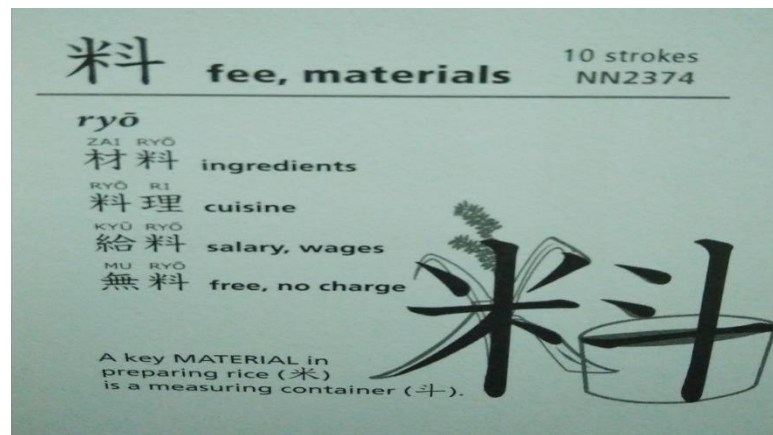 料 fee, materials 10 strokes
NN2374
ryō
ZAI RYŌ
材料 ingredients
RYŌ RI
料理 cuisine
KYŪ RYŌ
給料 salary, wages
MU RYŌ
無料 free, no charge
料
A key MATERIAL in
preparing rice (米)
is a measuring container (斗).